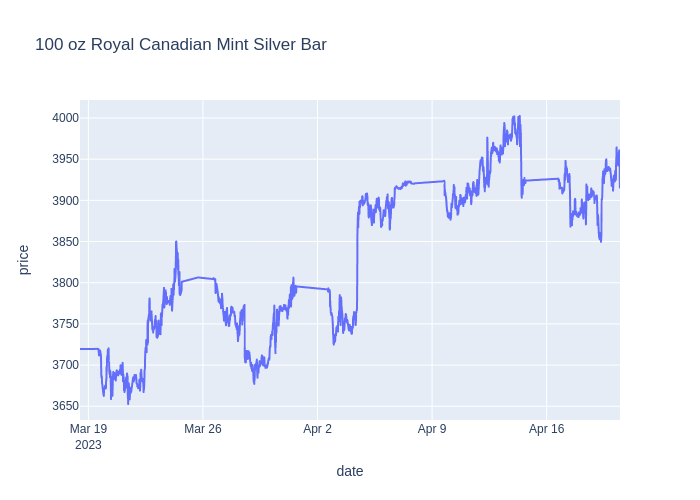 100 oz Royal Canadian Mint Silver Bar
price
4000
3950
3900
3850
3800
3750
3700
3650
Mar 19
2023
Mar 26
Apr 2
Apr 9
Apr 16
date